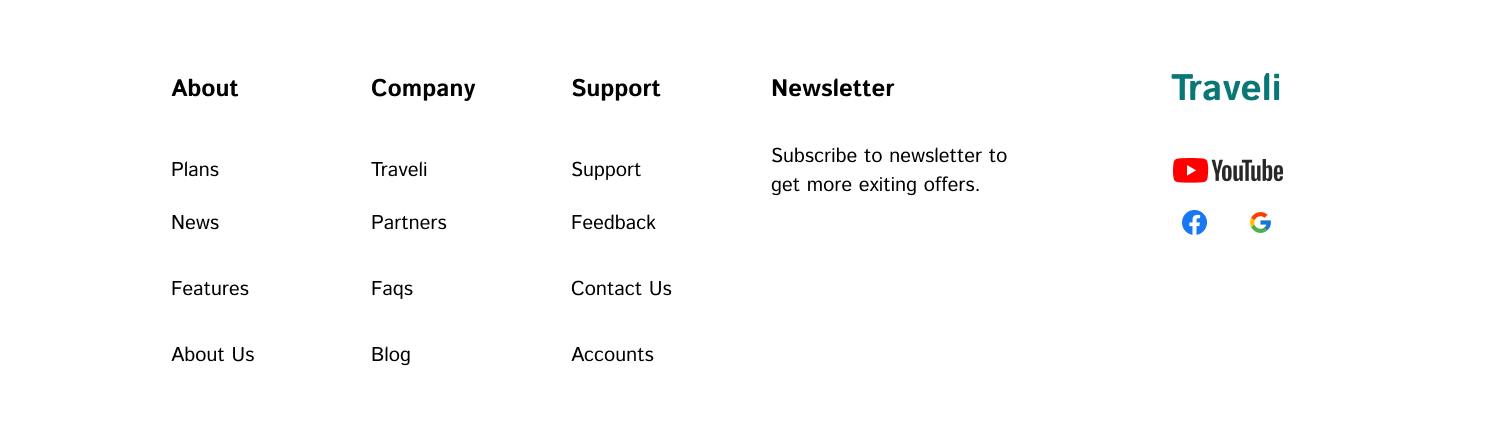 About
Plans
News
Features
About Us
Company
Traveli
Partners
Faqs
Blog
Support
Support
Feedback
Contact Us
Accounts
Newsletter
Subscribe to newsletter to
get more exiting offers.
Traveli
YouTube